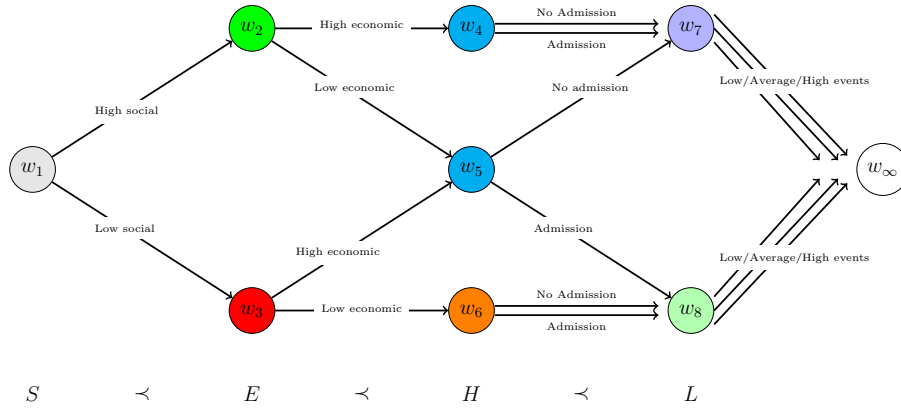 No Admission
w₂ High economic w₄ w₇
Admission
Low/Average/High events
Low economic No admission
High social
w₁ w₅ w∞
Low social Admission
High economic
Low/Average/High events
No Admission
w₃ Low economic w₆ w₈
Admission
S ≺ E ≺ H ≺ L